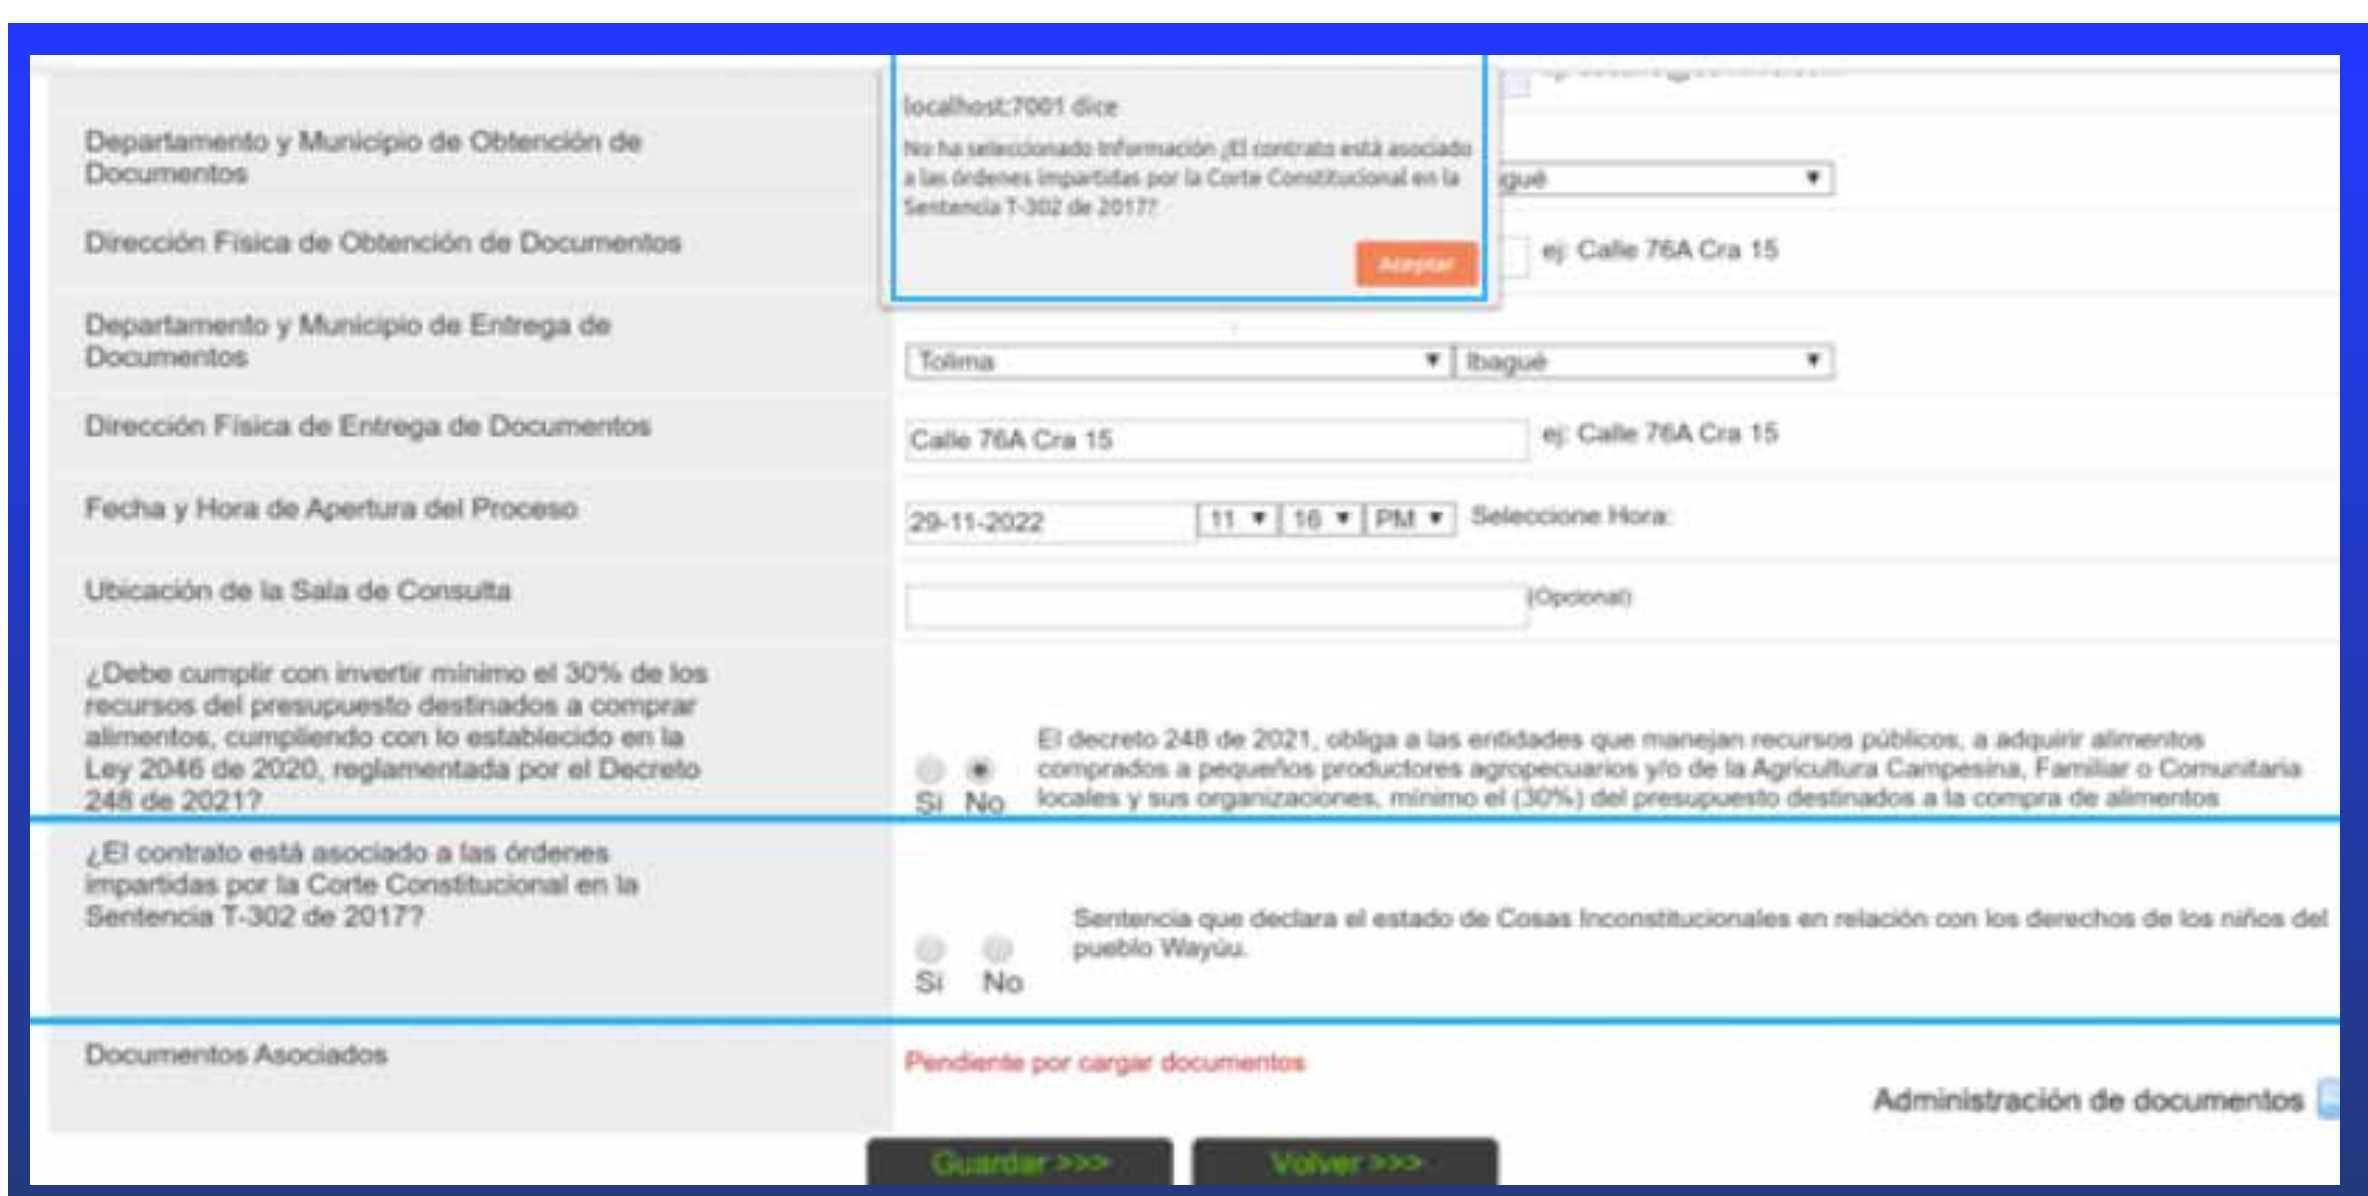 localhost:7001 dice
No ha seleccionado Información ¿El contrato está asociado
a las órdenes impartidas por la Corte Constitucional en la
Sentencia T-302 de 2017?
Aceptar
Departamento y Municipio de Obtención de
Documentos
Dirección Física de Obtención de Documentos
ej: Calle 76A Cra 15
Departamento y Municipio de Entrega de
Documentos
Tolima
Ibagué
Dirección Física de Entrega de Documentos
Calle 76A Cra 15
ej: Calle 76A Cra 15
Fecha y Hora de Apertura del Proceso
29-11-2022
11
16
PM
Seleccione Hora:
Ubicación de la Sala de Consulta
(Opcional)
¿Debe cumplir con invertir mínimo el 30% de los
recursos del presupuesto destinados a comprar
alimentos, cumpliendo con lo establecido en la
Ley 2046 de 2020, reglamentada por el Decreto
248 de 2021?
Si No
El decreto 248 de 2021, obliga a las entidades que manejan recursos públicos, a adquirir alimentos
comprados a pequeños productores agropecuarios y/o de la Agricultura Campesina, Familiar o Comunitaria
locales y sus organizaciones, mínimo el (30%) del presupuesto destinados a la compra de alimentos
¿El contrato está asociado a las órdenes
impartidas por la Corte Constitucional en la
Sentencia T-302 de 2017?
Si No
Sentencia que declara el estado de Cosas Inconstitucionales en relación con los derechos de los niños del
pueblo Wayúu.
Documentos Asociados
Pendiente por cargar documentos
Administración de documentos
Guardar >>>
Volver >>>